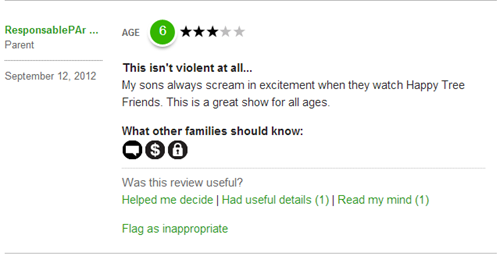 ResponsablePAr ...
Parent
September 12, 2012
AGE 6
This isn't violent at all...
My sons always scream in excitement when they watch Happy Tree
Friends. This is a great show for all ages.
What other families should know:
$
Was this review useful?
Helped me decide | Had useful details (1) | Read my mind (1)
Flag as inappropriate